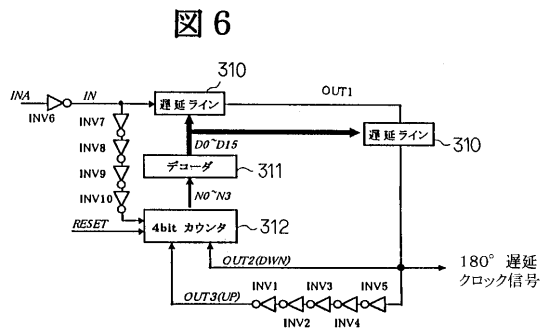 図6
310
OUT1
INA
IN
遅延ライン
INV6
INV7
遅延ライン
INV8
D0~D15
310
INV9
デコーダ
311
INV10
N0~N3
RESET
4bit カウンタ
312
OUT2(DWN)
180° 遅延
クロック信号
INV1
INV3
INV5
OUT3(UP)
INV2
INV4